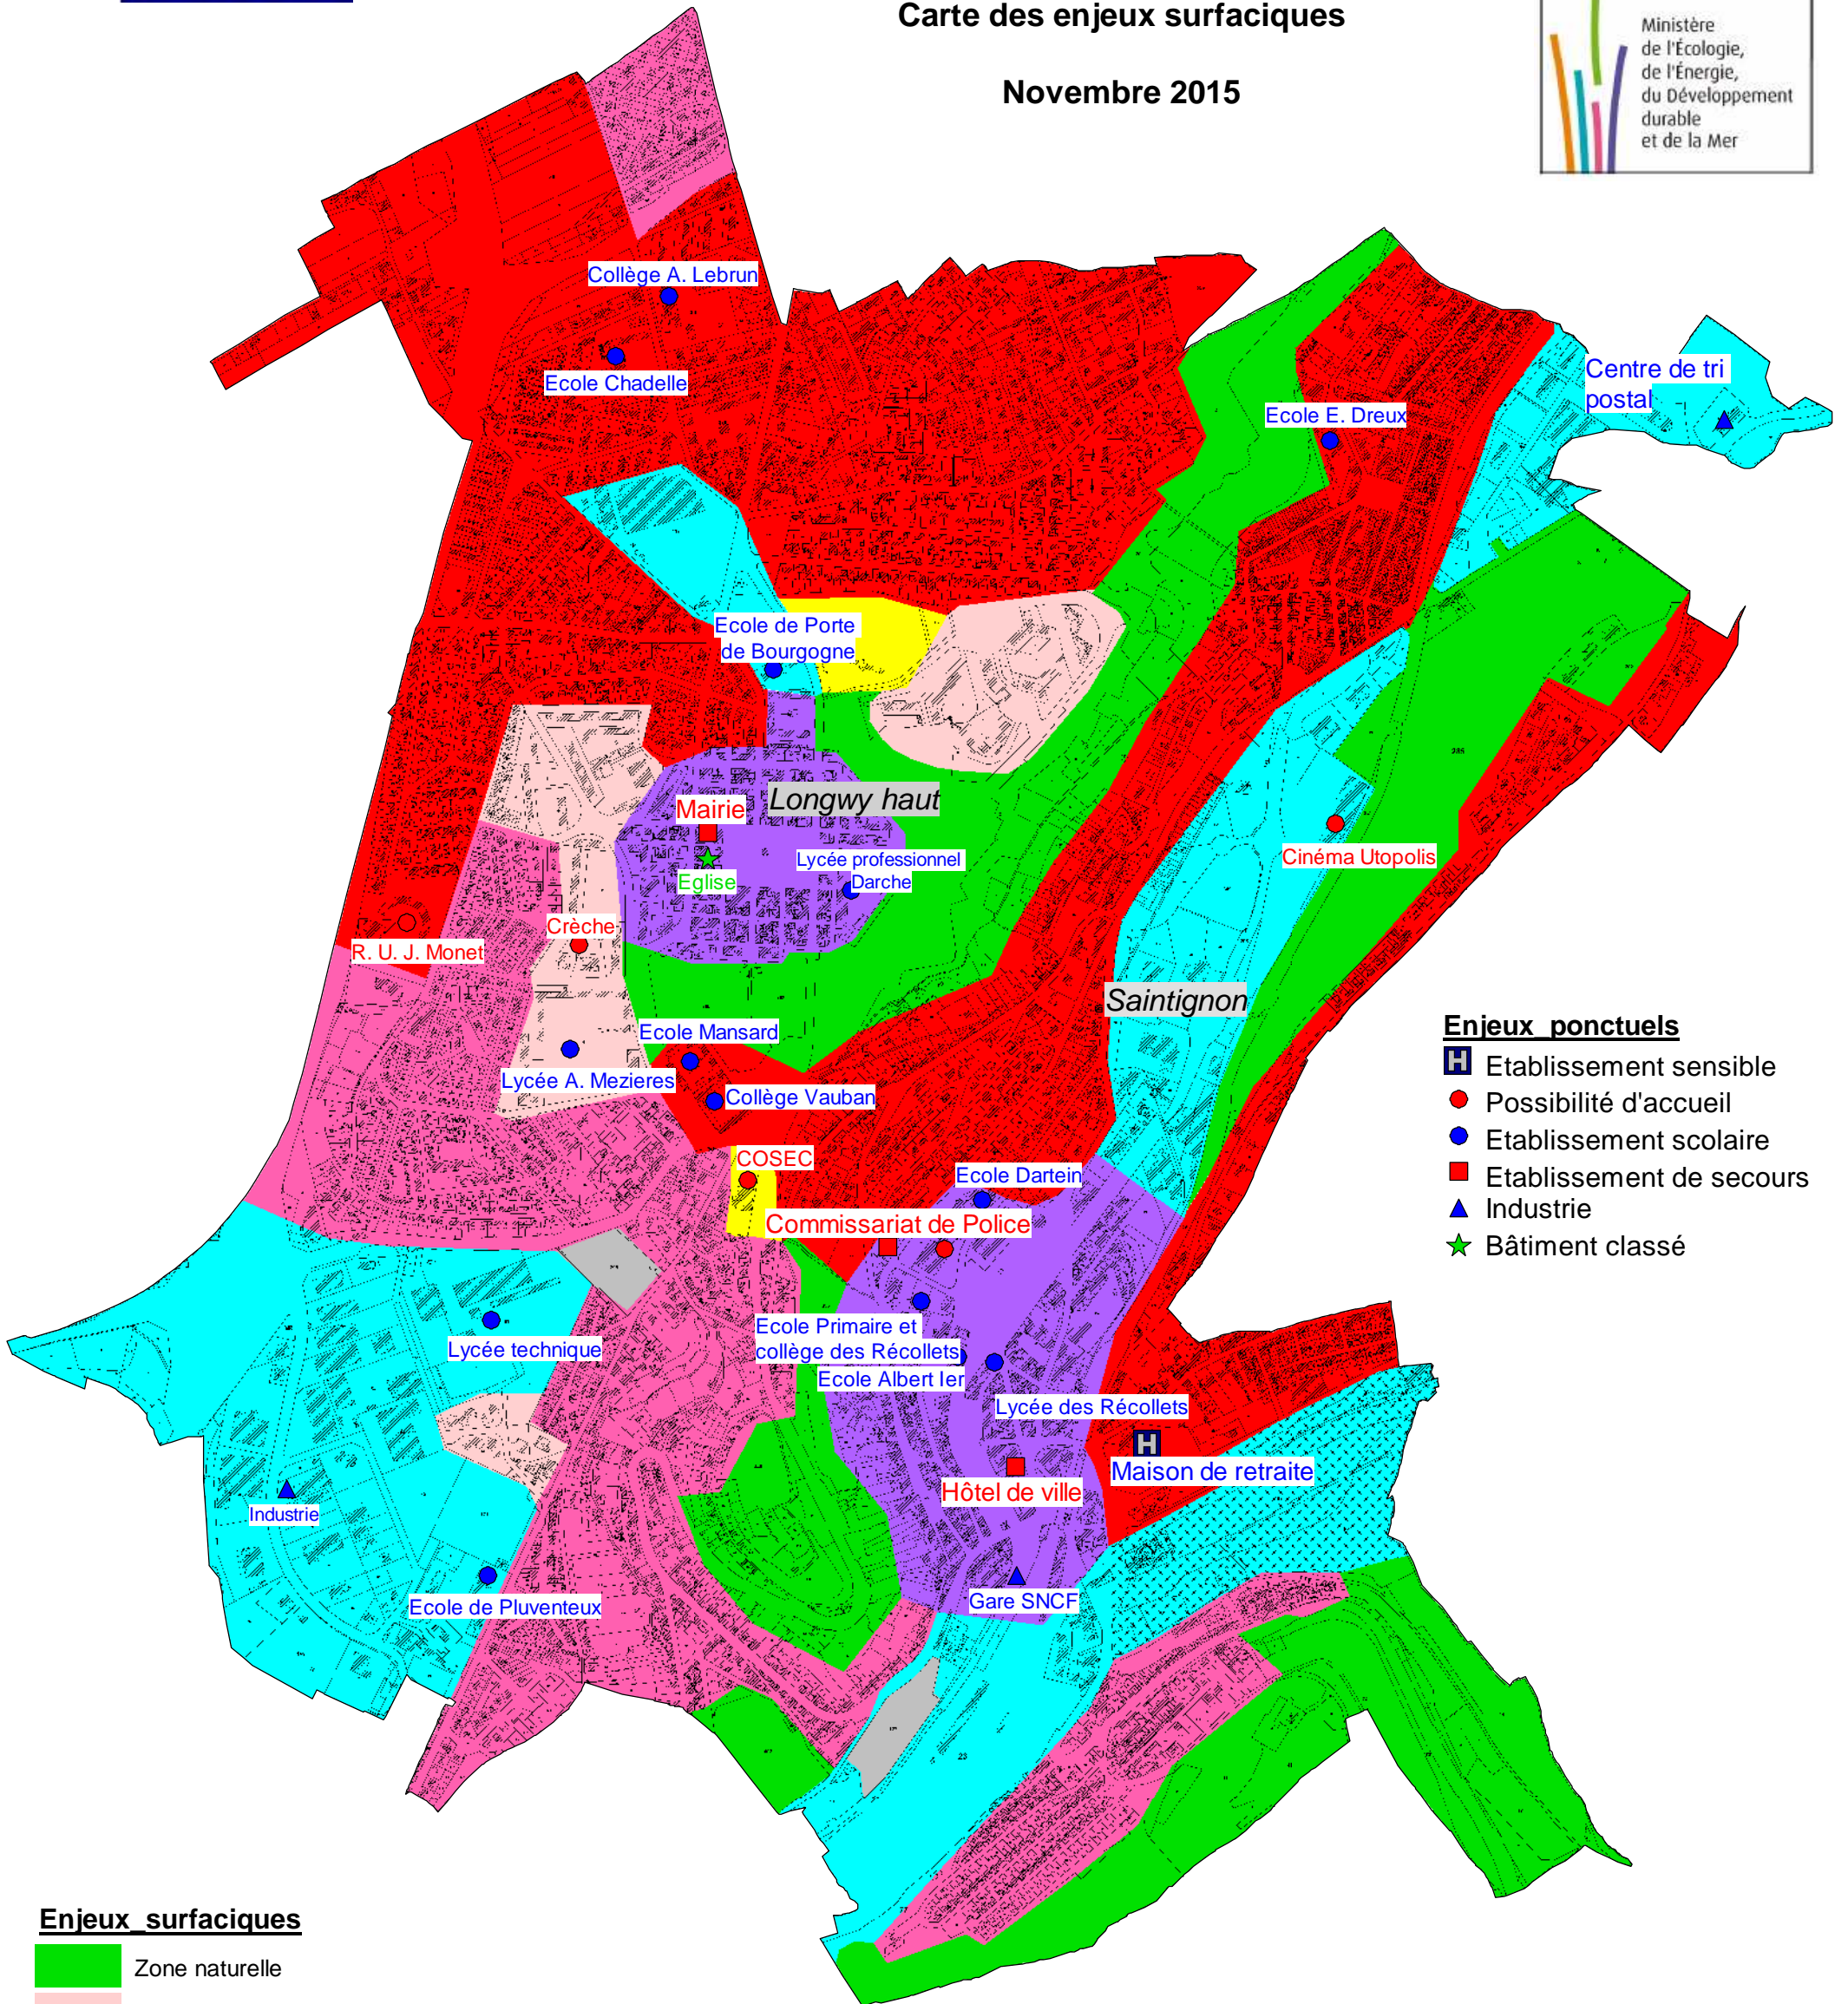 Carte des enjeux surfaciques
Novembre 2015
Ministère
de l'Écologie,
de l'Énergie,
du Développement
durable
et de la Mer
Collège A. Lebrun
Ecole Chadelle
Centre de tri
postal
Ecole E. Dreux
Ecole de Porte
de Bourgogne
285
Longwy haut
Mairie
Eglise
Lycée professionnel
Darche
Cinéma Utopolis
Crèche
R. U. J. Monet
Saintignon
Ecole Mansard
Lycée A. Mezieres
Collège Vauban
COSEC
Ecole Dartein
Commissariat de Police
Ecole Primaire et
collège des Récollets
Ecole Albert Ier
Lycée technique
Lycée des Récollets
H
Maison de retraite
Hôtel de ville
Industrie
Gare SNCF
Ecole de Pluventeux
23
Enjeux_ponctuels
H Etablissement sensible
Possibilité d'accueil
Etablissement scolaire
Etablissement de secours
Industrie
Bâtiment classé
Enjeux_surfaciques
Zone naturelle